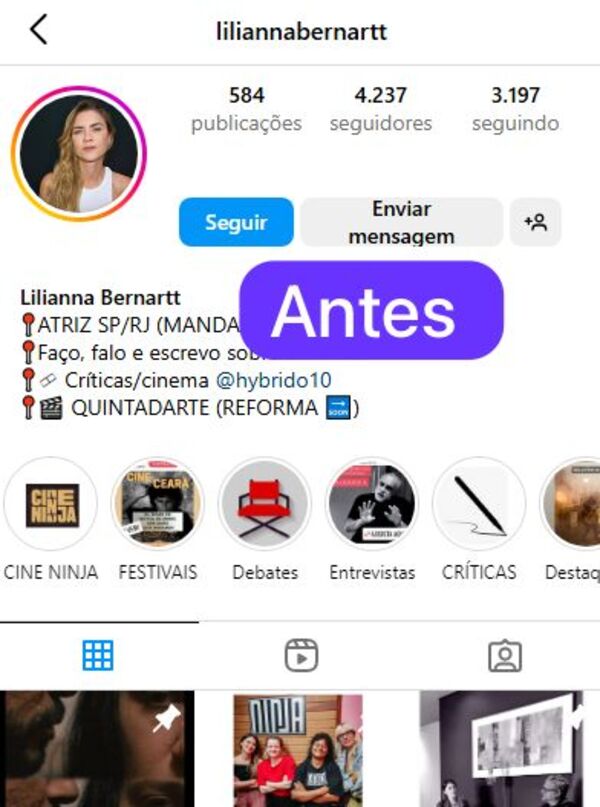 liliannabernartt
584
4.237
3.197
publicações
seguidores
seguindo
Seguir
Enviar
mensagem
Lilianna Bernartt
Antes
ATRIZ SP/RJ (MANDA
Faço, falo e escrevo
Críticas/cinema @hybrido10
QUINTADARTE (REFORMA SOON)
CINE
NINJA
CINE
CEARÁ
CINE NINJA
FESTIVAIS
Debates
Entrevistas
CRÍTICAS
Destaq
NINJA